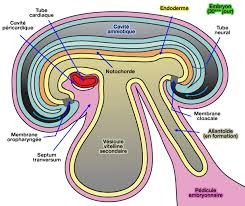 Tube
cardiaque
Cavité
péricardique
Cavité
amniotique
Endoderme
Embryon
Tube
neural
Notochorde
Membrane
oropharyngée
Septum
transversum
Vésicule
vitelline
secondaire
Membrane
cloacale
Allantoïde
(en formation)
Pédicule
embryonnaire